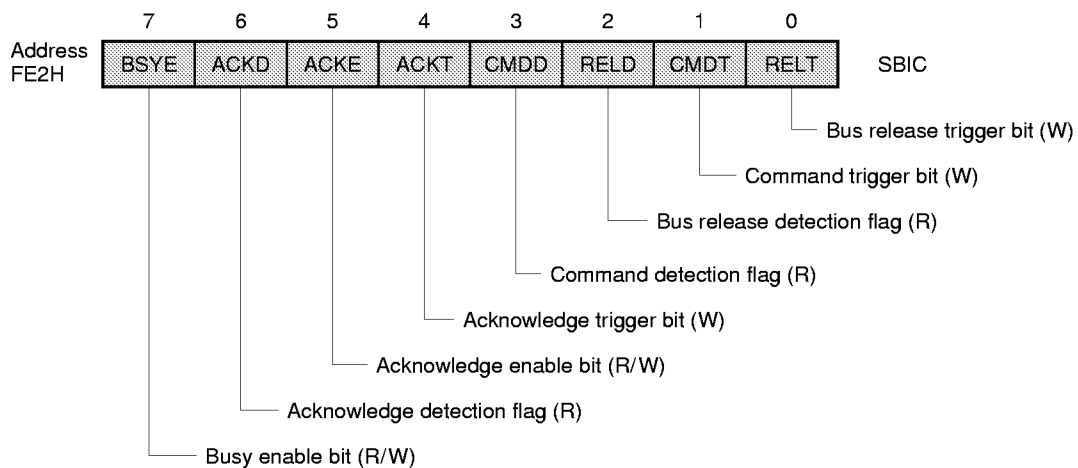 7 6 5 4 3 2 1 0
Address
FE2H
BSYE ACKD ACKE ACKT CMDD RELD CMDT RELT SBIC
Bus release trigger bit (W)
Command trigger bit (W)
Bus release detection flag (R)
Command detection flag (R)
Acknowledge trigger bit (W)
Acknowledge enable bit (R/W)
Acknowledge detection flag (R)
Busy enable bit (R/W)